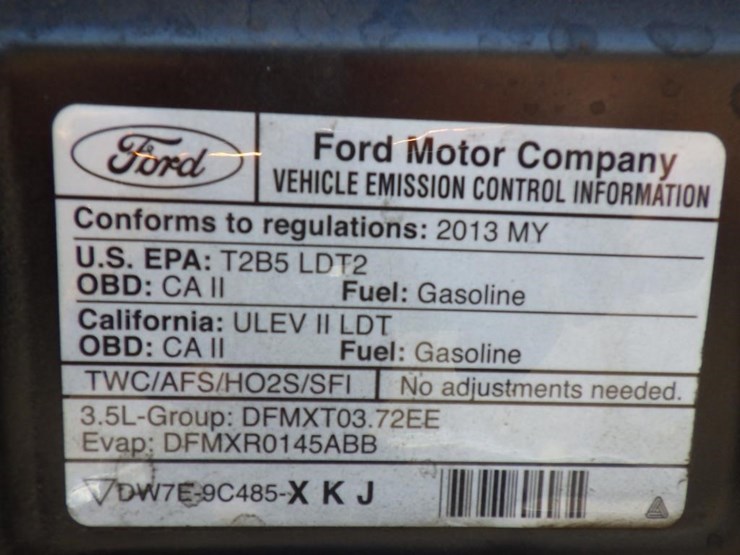 Ford
Ford Motor Company
VEHICLE EMISSION CONTROL INFORMATION
Conforms to regulations: 2013 MY
U.S. EPA: T2B5 LDT2
OBD: CA II Fuel: Gasoline
California: ULEV II LDT
OBD: CA II Fuel: Gasoline
TWC/AFS/HO2S/SFI No adjustments needed.
3.5L-Group: DFMXT03.72EE
Evap: DFMXR0145ABB
DW7E-9C485-X K J